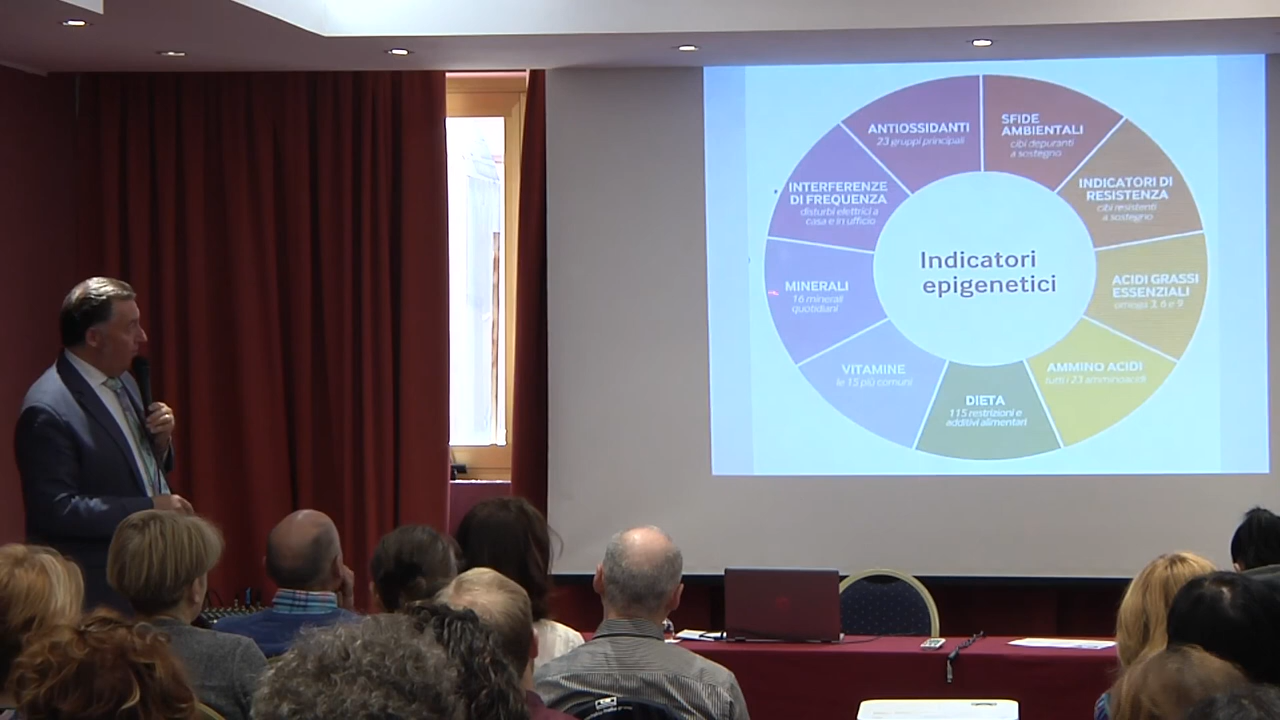 ANTIOSSIDANTI
23 gruppi principali
SFIDE
AMBIENTALI
cibi depuranti
a sostegno
INDICATORI DI
RESISTENZA
cibi resistenti
a sostegno
ACIDI GRASSI
ESSENZIALI
omega 3, 6 e 9
AMMINO ACIDI
tutti i 23 amminoacidi
DIETA
115 restrizioni e
additivi alimentari
VITAMINE
le 15 più comuni
MINERALI
16 minerali
quotidiani
INTERFERENZE
DI FREQUENZA
disturbi elettrici a
casa e in ufficio
Indicatori
epigenetici